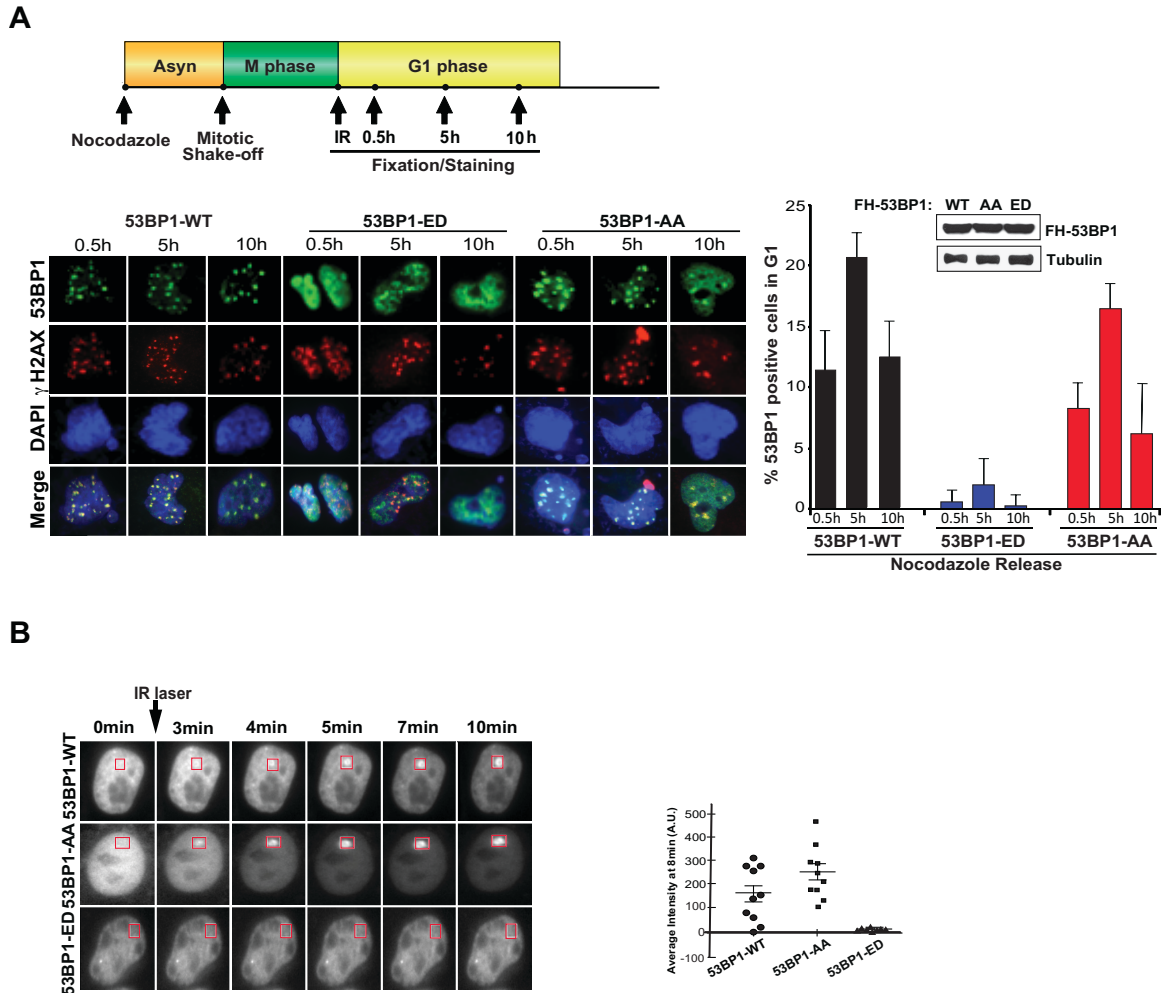 A
Asyn
M phase
G1 phase
Nocodazole
Mitotic
Shake-off
IR
0.5h
5h
10h
Fixation/Staining
53BP1-WT
53BP1-ED
53BP1-AA
0.5h
5h
10h
0.5h
5h
10h
0.5h
5h
10h
53BP1
γ H2AX
DAPI
Merge
FH-53BP1:
WT
AA
ED
FH-53BP1
Tubulin
% 53BP1 positive cells in G1
25
20
15
10
5
0
0.5h
5h
10h
0.5h
5h
10h
0.5h
5h
10h
53BP1-WT
53BP1-ED
53BP1-AA
Nocodazole Release
B
IR laser
0min
3min
4min
5min
7min
10min
53BP1-WT
53BP1-AA
53BP1-ED
Average Intensity at 8min (A.U.)
500
400
300
200
100
0
-100
53BP1-WT
53BP1-AA
53BP1-ED